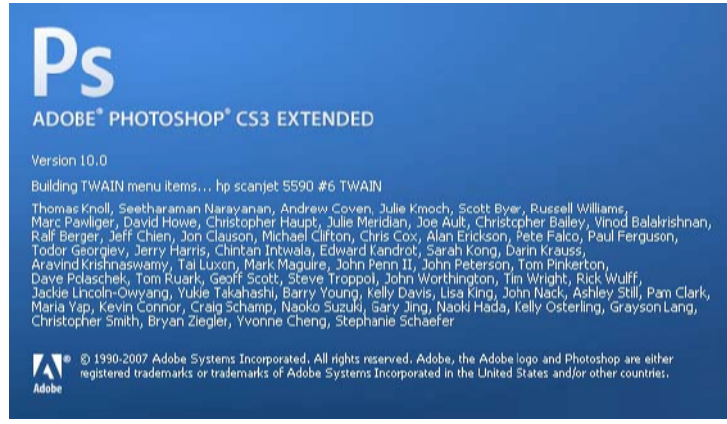 Ps
ADOBE® PHOTOSHOP® CS3 EXTENDED
Version 10.0
Building TWAIN menu items... hp scanjet 5590 #6 TWAIN
Thomas Knoll, Seetharaman Narayanan, Andrew Coven, Julie Kmoch, Scott Byer, Russell Williams,
Marc Pawliger, David Howe, Christopher Haupt, Julie Meridian, Joe Ault, Christopher Bailey, Vinod Balakrishnan,
Ralf Berger, Jeff Chien, Jon Clauson, Michael Clifton, Chris Cox, Alan Erickson, Pete Falco, Paul Ferguson,
Todor Georgiev, Jerry Harris, Chintan Intwala, Edward Kandrot, Sarah Kong, Darin Krauss,
Aravind Krishnaswamy, Tai Luxon, Mark Maguire, John Penn II, John Peterson, Tom Pinkerton,
Dave Polaschek, Tom Ruark, Geoff Scott, Steve Troppoli, John Worthington, Tim Wright, Rick Wulff,
Jackie Lincoln-Owyang, Yukie Takahashi, Barry Young, Kelly Davis, Lisa King, John Nack, Ashley Still, Pam Clark,
Maria Yap, Kevin Connor, Craig Schamp, Naoko Suzuki, Gary Jing, Naoki Hada, Kelly Osterling, Grayson Lang,
Christopher Smith, Bryan Ziegler, Yvonne Cheng, Stephanie Schaefer
© 1990-2007 Adobe Systems Incorporated. All rights reserved. Adobe, the Adobe logo and Photoshop are either
registered trademarks or trademarks of Adobe Systems Incorporated in the United States and/or other countries.
Adobe